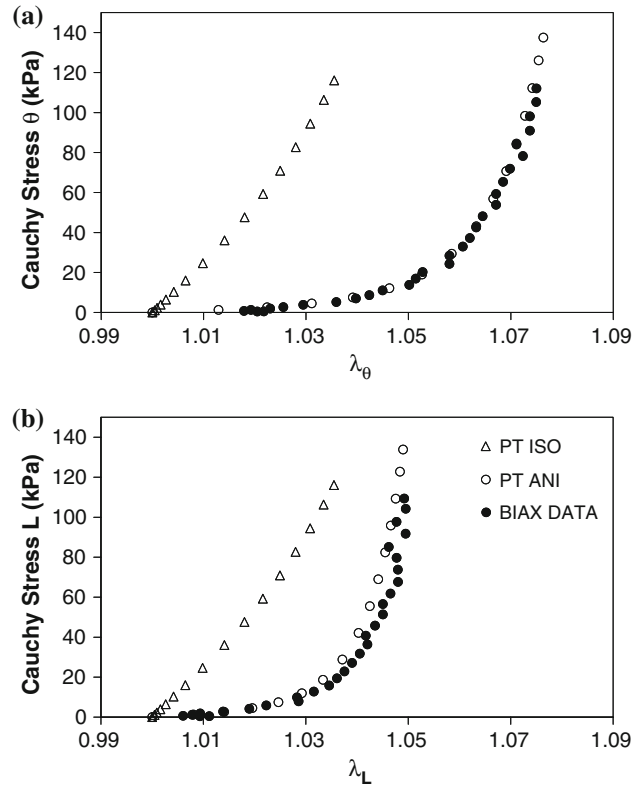 (a)
Cauchy Stress θ (kPa)
140
120
100
80
60
40
20
0
0.99 1.01 1.03 1.05 1.07 1.09
λθ
(b)
Cauchy Stress L (kPa)
140
120
100
80
60
40
20
0
PT ISO
PT ANI
BIAX DATA
0.99 1.01 1.03 1.05 1.07 1.09
λL